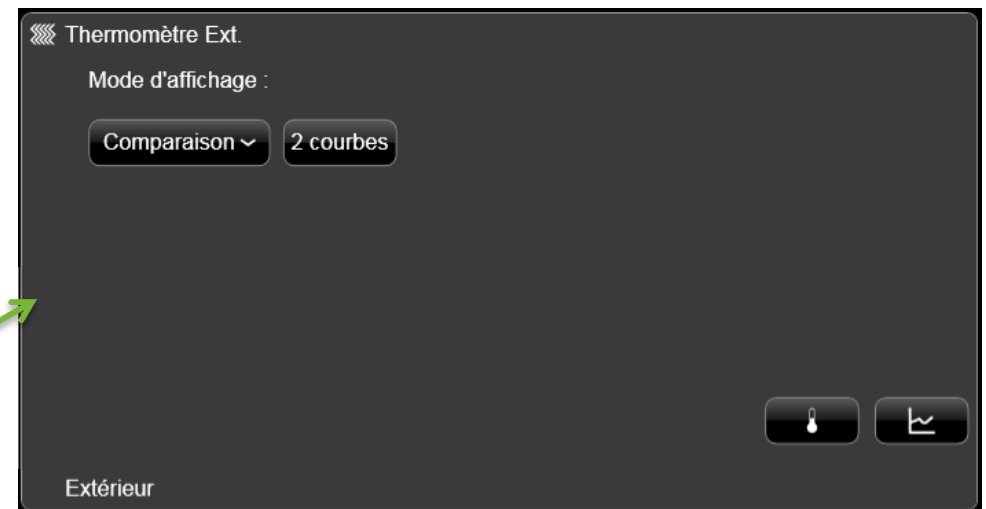 Thermomètre Ext.
Mode d'affichage :
Comparaison
2 courbes
Extérieur